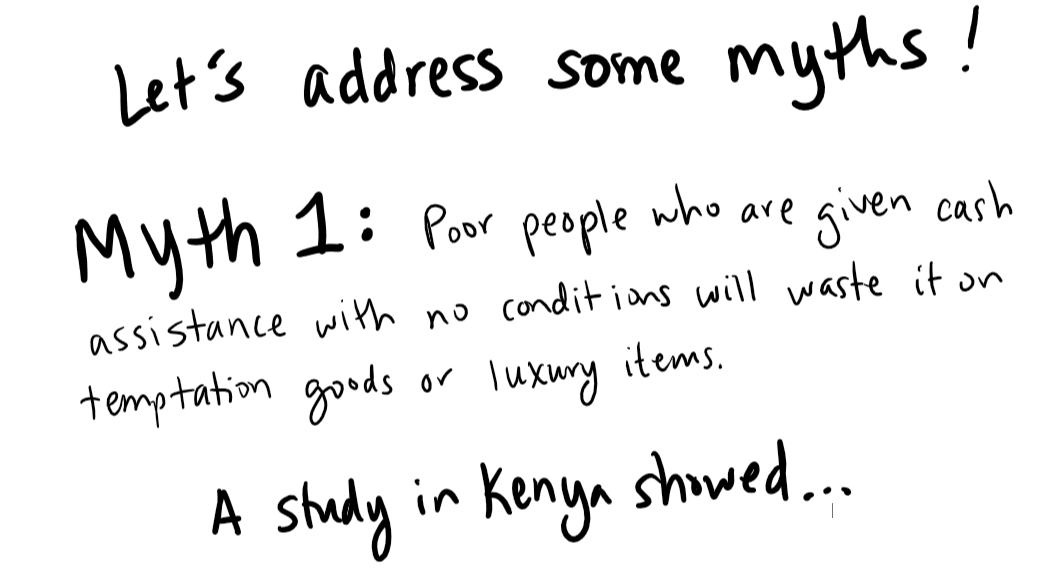 Let's address some myths!
Myth 1: Poor people who are given cash
assistance with no conditions will waste it on
temptation goods or luxury items.
A study in Kenya showed...